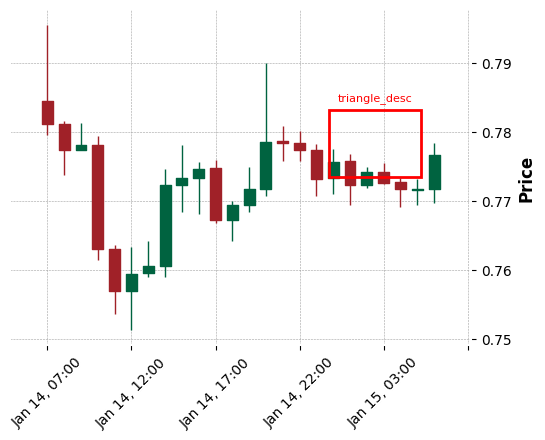 triangle_desc
0.79
0.78
0.77
0.76
0.75
Price
Jan 14, 07:00
Jan 14, 12:00
Jan 14, 17:00
Jan 14, 22:00
Jan 15, 03:00